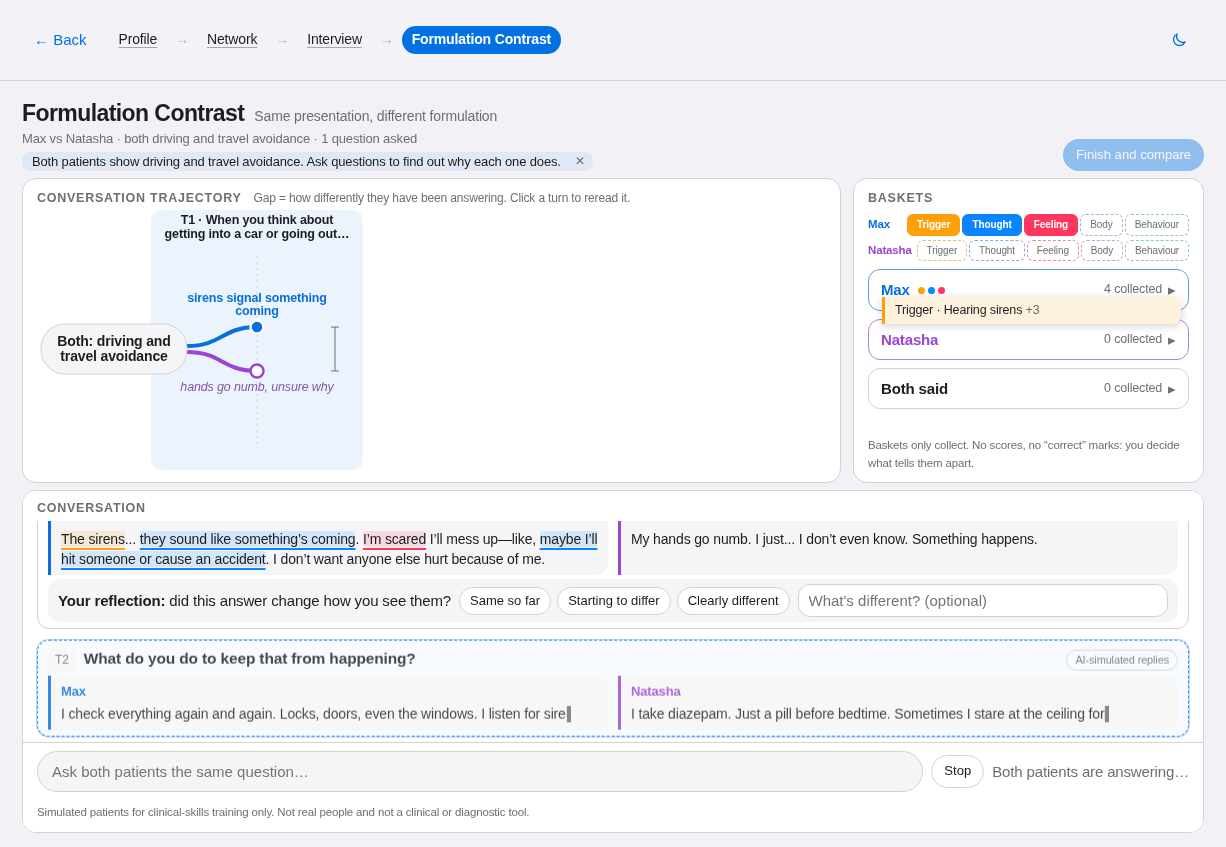 ← Back Profile → Network → Interview → Formulation Contrast
Formulation Contrast Same presentation, different formulation
Max vs Natasha · both driving and travel avoidance · 1 question asked
Both patients show driving and travel avoidance. Ask questions to find out why each one does. ✕
Finish and compare
CONVERSATION TRAJECTORY Gap = how differently they have been answering. Click a turn to reread it.
T1 · When you think about
getting into a car or going out…
sirens signal something
coming
Both: driving and
travel avoidance
hands go numb, unsure why
BASKETS
Max Trigger Thought Feeling Body Behaviour
Natasha Trigger Thought Feeling Body Behaviour
Max 4 collected ▶
Trigger · Hearing sirens +3
Natasha 0 collected ▶
Both said 0 collected ▶
Baskets only collect. No scores, no “correct” marks: you decide
what tells them apart.
CONVERSATION
The sirens... they sound like something’s coming. I’m scared I’ll mess up—like, maybe I’ll
hit someone or cause an accident. I don’t want anyone else hurt because of me.
My hands go numb. I just... I don’t even know. Something happens.
Your reflection: did this answer change how you see them? Same so far Starting to differ Clearly different What's different? (optional)
T2 What do you do to keep that from happening? AI-simulated replies
Max
I check everything again and again. Locks, doors, even the windows. I listen for sire
Natasha
I take diazepam. Just a pill before bedtime. Sometimes I stare at the ceiling for
Ask both patients the same question… Stop Both patients are answering…
Simulated patients for clinical-skills training only. Not real people and not a clinical or diagnostic tool.